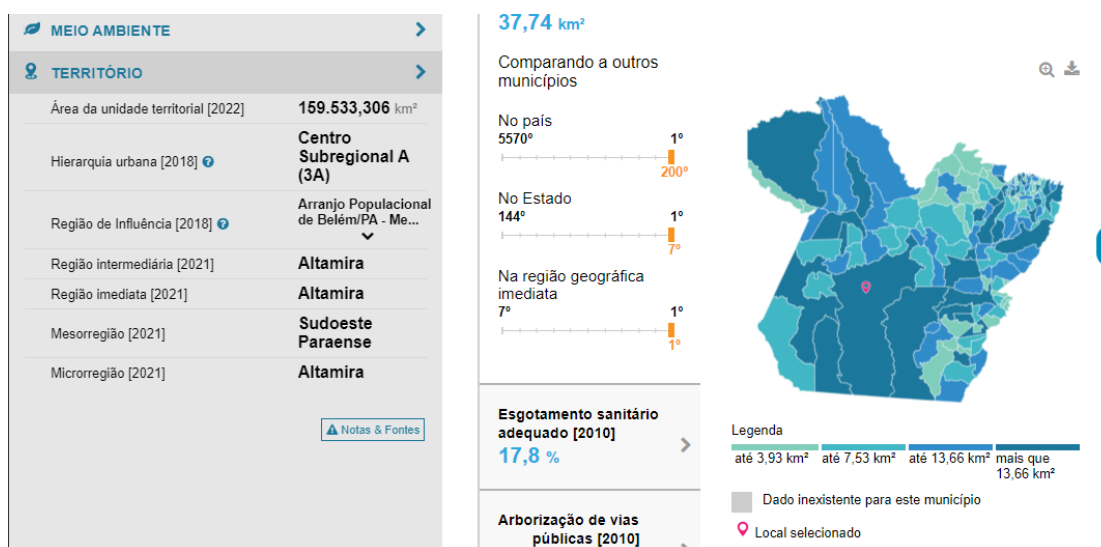 MEIO AMBIENTE
TERRITÓRIO
Área da unidade territorial [2022] 159.533,306 km²
Hierarquia urbana [2018] Centro
Subregional A
(3A)
Região de Influência [2018] Arranjo Populacional
de Belém/PA - Me...
Região intermediária [2021] Altamira
Região imediata [2021] Altamira
Mesorregião [2021] Sudoeste
Paraense
Microrregião [2021] Altamira
Notas & Fontes
37,74 km²
Comparando a outros
municípios
No país
5570º 1º
200º
No Estado
144º 1º
7º
Na região geográfica
imediata
7º 1º
1º
Esgotamento sanitário
adequado [2010]
17,8 %
Arborização de vias
públicas [2010]
Legenda
até 3,93 km² até 7,53 km² até 13,66 km² mais que
13,66 km²
Dado inexistente para este município
Local selecionado